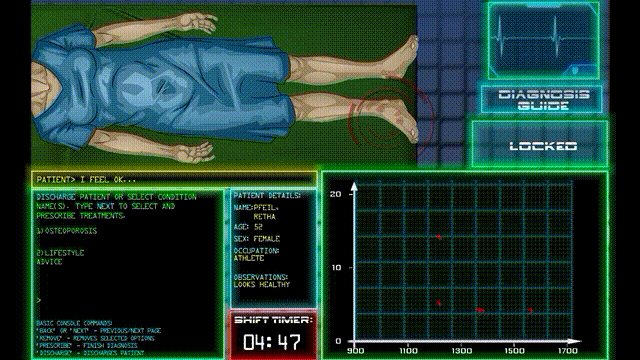 DIAGNOSIS
GUIDE
LOCKED
PATIENT> I FEEL OK...
DISCHARGE PATIENT OR SELECT CONDITION
NAME(S). TYPE NEXT TO SELECT AND
PRESCRIBE TREATMENTS.
1)OSTEOPOROSIS
2)LIFESTYLE
ADVICE
>
BASIC CONSOLE COMMANDS:
"BACK" OR "NEXT" - PREVIOUS/NEXT PAGE
"REMOVE" - REMOVES SELECTED OPTIONS
"PRESCRIBE" - FINISH DIAGNOSIS
"DISCHARGE" - DISCHARGES PATIENT
PATIENT DETAILS:
NAME:PFEIL,
RETHA
AGE: 52
SEX: FEMALE
OCCUPATION:
ATHLETE
OBSERVATIONS:
LOOKS HEALTHY
SHIFT TIMER:
04:47
20
10
0
900 1100 1300 1500 1700